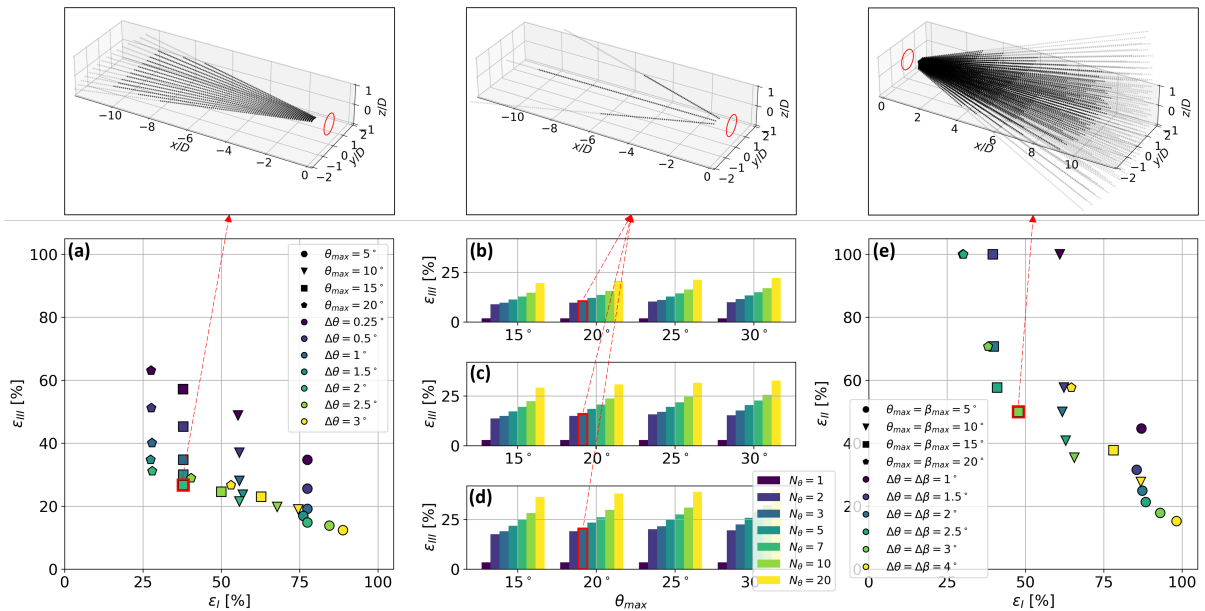 1
0
−1
z/D
−10
−8
−6
−4
−2
0
x/D
2
1
0
−1
−2
y/D
1
0
−1
z/D
−10
−8
−6
−4
−2
0
x/D
2
1
0
−1
−2
y/D
1
0
−1
z/D
0
2
4
6
8
10
x/D
2
1
0
−1
−2
y/D
(a)
100
80
60
40
20
0
ε_III [%]
0
25
50
75
100
ε_I [%]
θ_max = 5°
θ_max = 10°
θ_max = 15°
θ_max = 20°
Δθ = 0.25°
Δθ = 0.5°
Δθ = 1°
Δθ = 1.5°
Δθ = 2°
Δθ = 2.5°
Δθ = 3°
(b)
25
0
ε_III [%]
15°
20°
25°
30°
(c)
25
0
ε_III [%]
15°
20°
25°
30°
(d)
25
0
ε_III [%]
15°
20°
25°
30°
θ_max
N_θ = 1
N_θ = 2
N_θ = 3
N_θ = 5
N_θ = 7
N_θ = 10
N_θ = 20
(e)
100
80
60
40
20
0
ε_II [%]
0
25
50
75
100
ε_I [%]
θ_max = β_max = 5°
θ_max = β_max = 10°
θ_max = β_max = 15°
θ_max = β_max = 20°
Δθ = Δβ = 1°
Δθ = Δβ = 1.5°
Δθ = Δβ = 2°
Δθ = Δβ = 2.5°
Δθ = Δβ = 3°
Δθ = Δβ = 4°